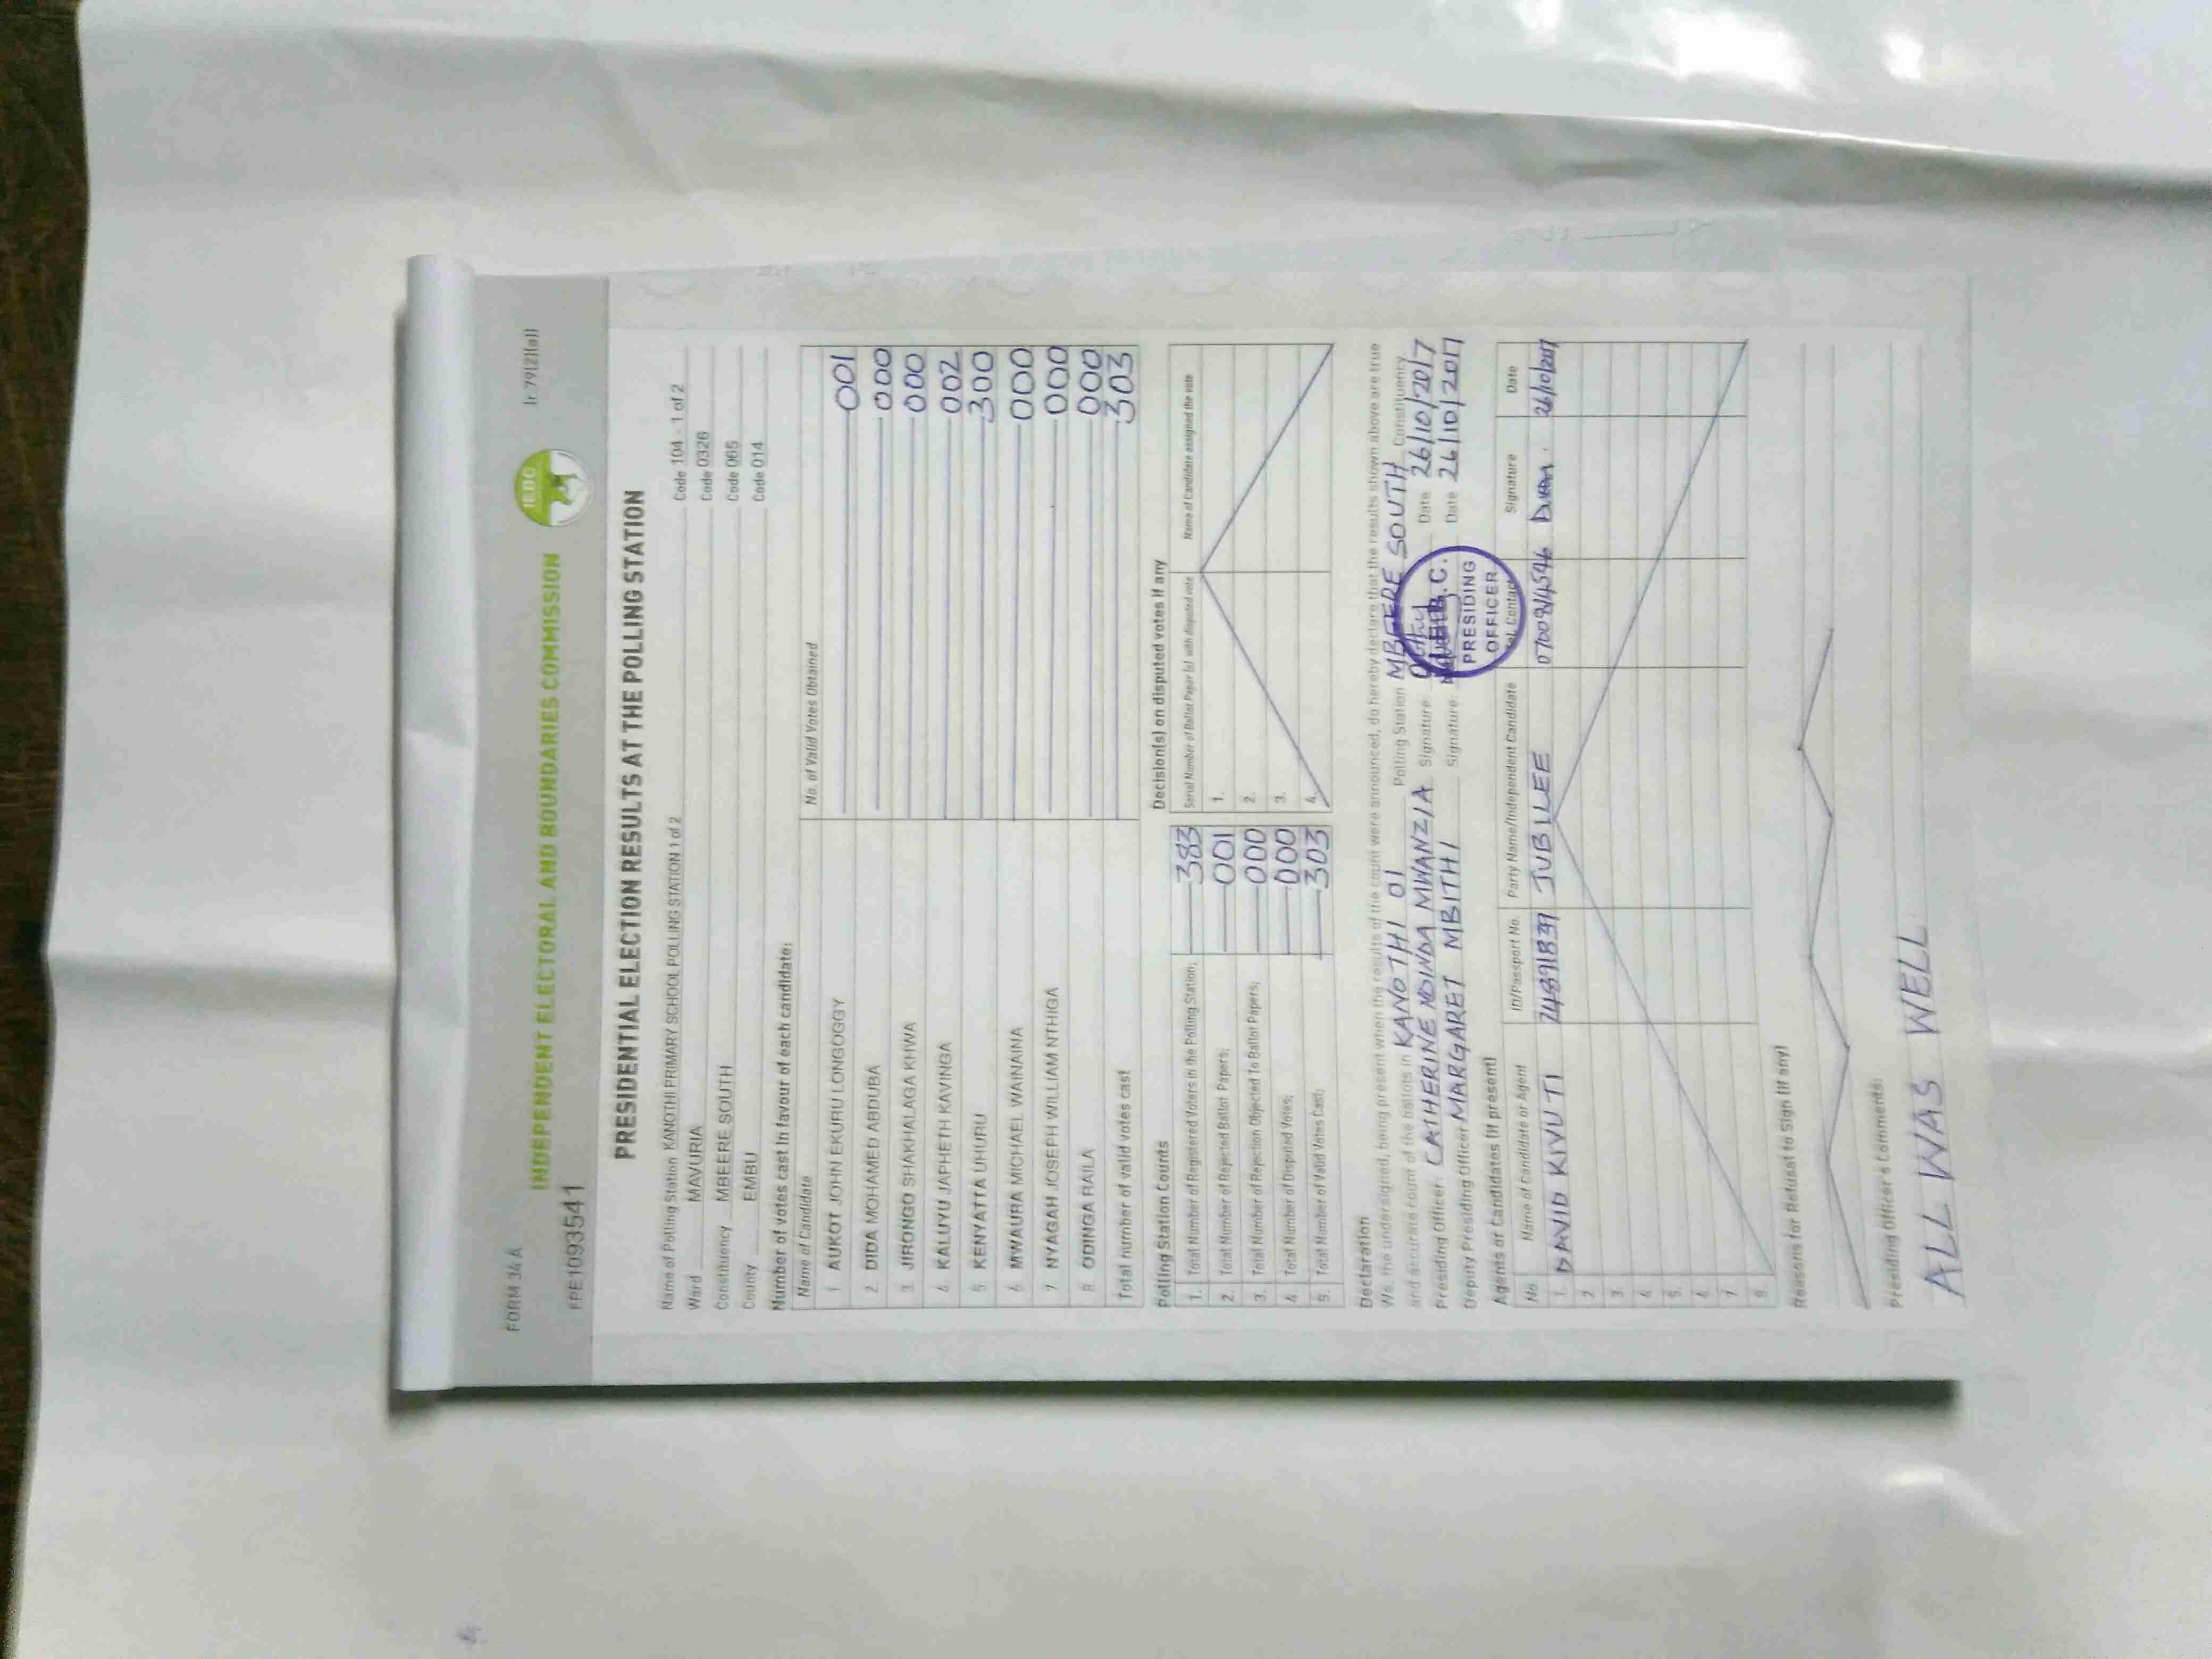 FORM 34A
INDEPENDENT ELECTORAL AND BOUNDARIES COMMISSION
IEBC
(r 79(2)(a))
FPE1093541
PRESIDENTIAL ELECTION RESULTS AT THE POLLING STATION
Name of Polling Station KANOTHI PRIMARY SCHOOL POLLING STATION 1 of 2 Code 104 - 1 of 2
Ward MAVURIA Code 0326
Constituency MBEERE SOUTH Code 065
County EMBU Code 014
Number of votes cast in favour of each candidate:
Name of Candidate No. of Valid Votes Obtained
1 AUKOT JOHN EKURU LONGOGGY 001
2 DIDA MOHAMED ABDUBA 000
3 JIRONGO SHAKHALAGA KHWA 000
4 KALUYU JAPHETH KAVINGA 002
5 KENYATTA UHURU 300
6 MWAURA MICHAEL WAINAINA 000
7 NYAGAH JOSEPH WILLIAM NTHIGA 000
8 ODINGA RAILA 000
Total number of valid votes cast 303
Polling Station Counts
1. Total Number of Registered Voters in the Polling Station; 383
2. Total Number of Rejected Ballot Papers; 001
3. Total Number of Rejection Objected To Ballot Papers; 000
4. Total Number of Disputed Votes; 000
5. Total Number of Valid Votes Cast; 303
Decision(s) on disputed votes if any
Serial Number of Ballot Paper (s) with disputed vote Name of Candidate assigned the vote
1.
2.
3.
4.
Declaration
We, the undersigned, being present when the results of the count were announced, do hereby declare that the results shown above are true
and accurate count of the ballots in KANOTHI 01 Polling Station MBEERE SOUTH Constituency.
Presiding Officer: CATHERINE NDINDA MWANZIA Signature: Date 26/10/2017
Deputy Presiding Officer MARGARET MBITHI Signature: Date 26/10/2017
I.E.B.C.
PRESIDING
OFFICER
Agents or Candidates (if present)
No Name of Candidate or Agent ID/Passport No. Party Name/Independent Candidate Tel. Contact Signature Date
1. DAVID KIVUTI JUBILEE 26/10/2017
2
3.
4
5.
6.
7
8.
Reasons for Refusal to Sign (if any)
Presiding Officer's Comments:
ALL WAS WELL